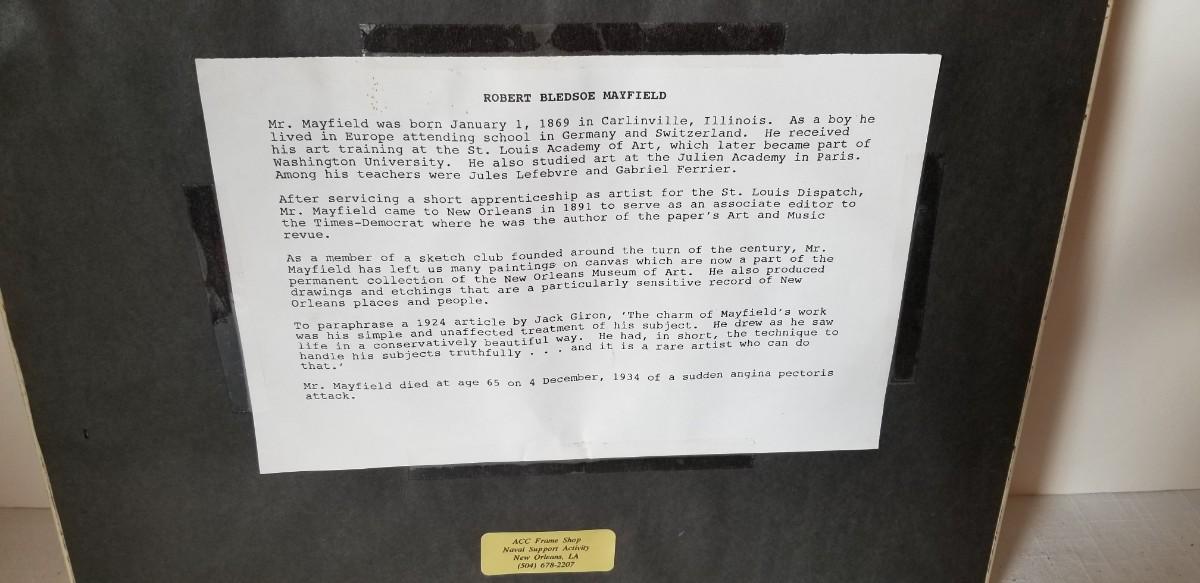 ROBERT BLEDSOE MAYFIELD
Mr. Mayfield was born January 1, 1869 in Carlinville, Illinois. As a boy he
lived in Europe attending school in Germany and Switzerland. He received
his art training at the St. Louis Academy of Art, which later became part of
Washington University. He also studied art at the Julien Academy in Paris.
Among his teachers were Jules Lefebvre and Gabriel Ferrier.
After servicing a short apprenticeship as artist for the St. Louis Dispatch,
Mr. Mayfield came to New Orleans in 1891 to serve as an associate editor to
the Times-Democrat where he was the author of the paper's Art and Music
revue.
As a member of a sketch club founded around the turn of the century, Mr.
Mayfield has left us many paintings on canvas which are now a part of the
permanent collection of the New Orleans Museum of Art. He also produced
drawings and etchings that are a particularly sensitive record of New
Orleans places and people.
To paraphrase a 1924 article by Jack Giron, 'The charm of Mayfield's work
was his simple and unaffected treatment of his subject. He drew as he saw
life in a conservatively beautiful way. He had, in short, the technique to
handle his subjects truthfully . . . and it is a rare artist who can do
that.'
Mr. Mayfield died at age 65 on 4 December, 1934 of a sudden angina pectoris
attack.
ACC Frame Shop
Naval Support Activity
New Orleans, LA
(504) 678-2207